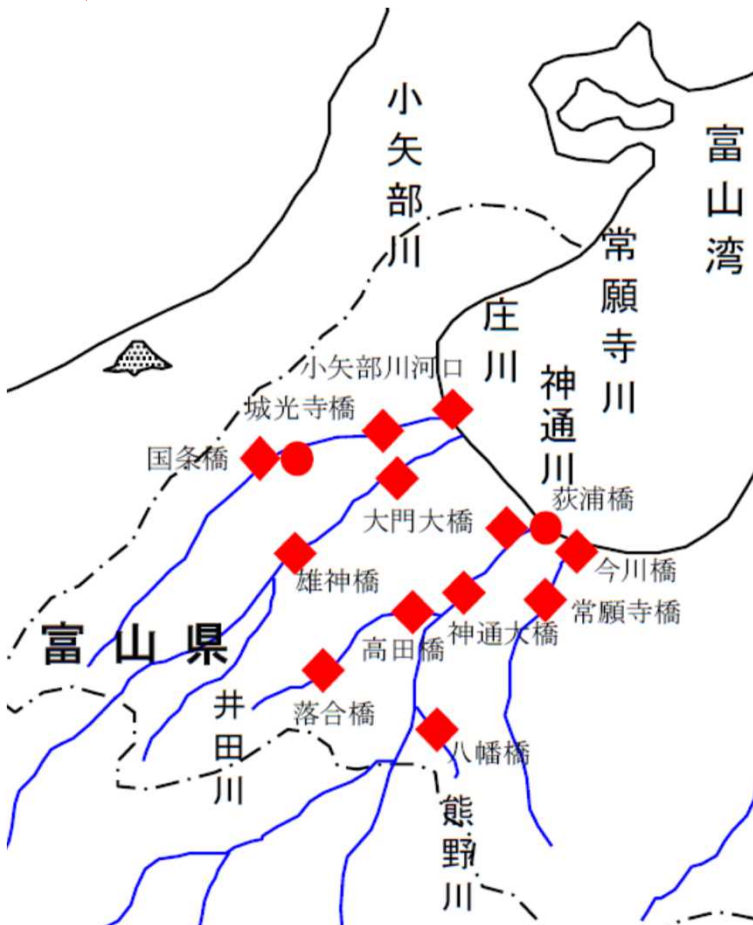 小矢部川
富山湾
常願寺川
庄川
小矢部川河口
神通川
城光寺橋
国条橋
荻浦橋
大門大橋
今川橋
雄神橋
常願寺橋
神通大橋
高田橋
富山県
落合橋
井田川
八幡橋
熊野川